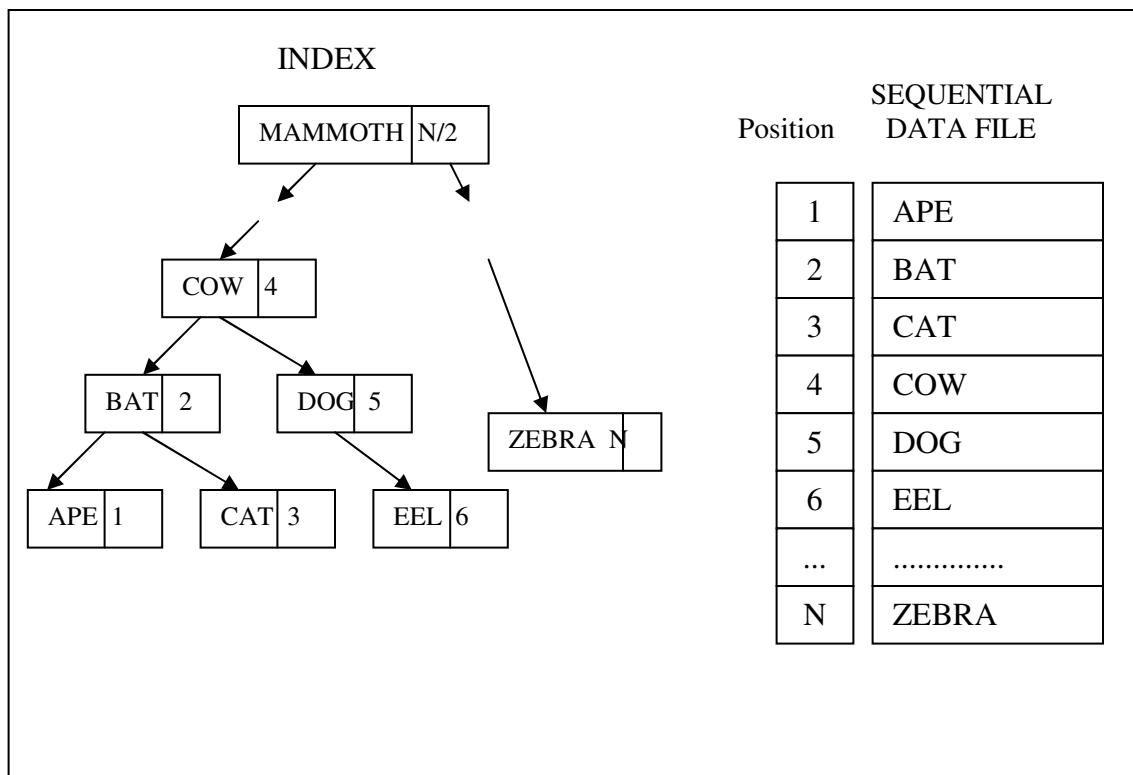 INDEX
MAMMOTH N/2
COW 4
BAT 2
DOG 5
ZEBRA N
APE 1
CAT 3
EEL 6
SEQUENTIAL
Position DATA FILE
1 APE
2 BAT
3 CAT
4 COW
5 DOG
6 EEL
... ..............
N ZEBRA